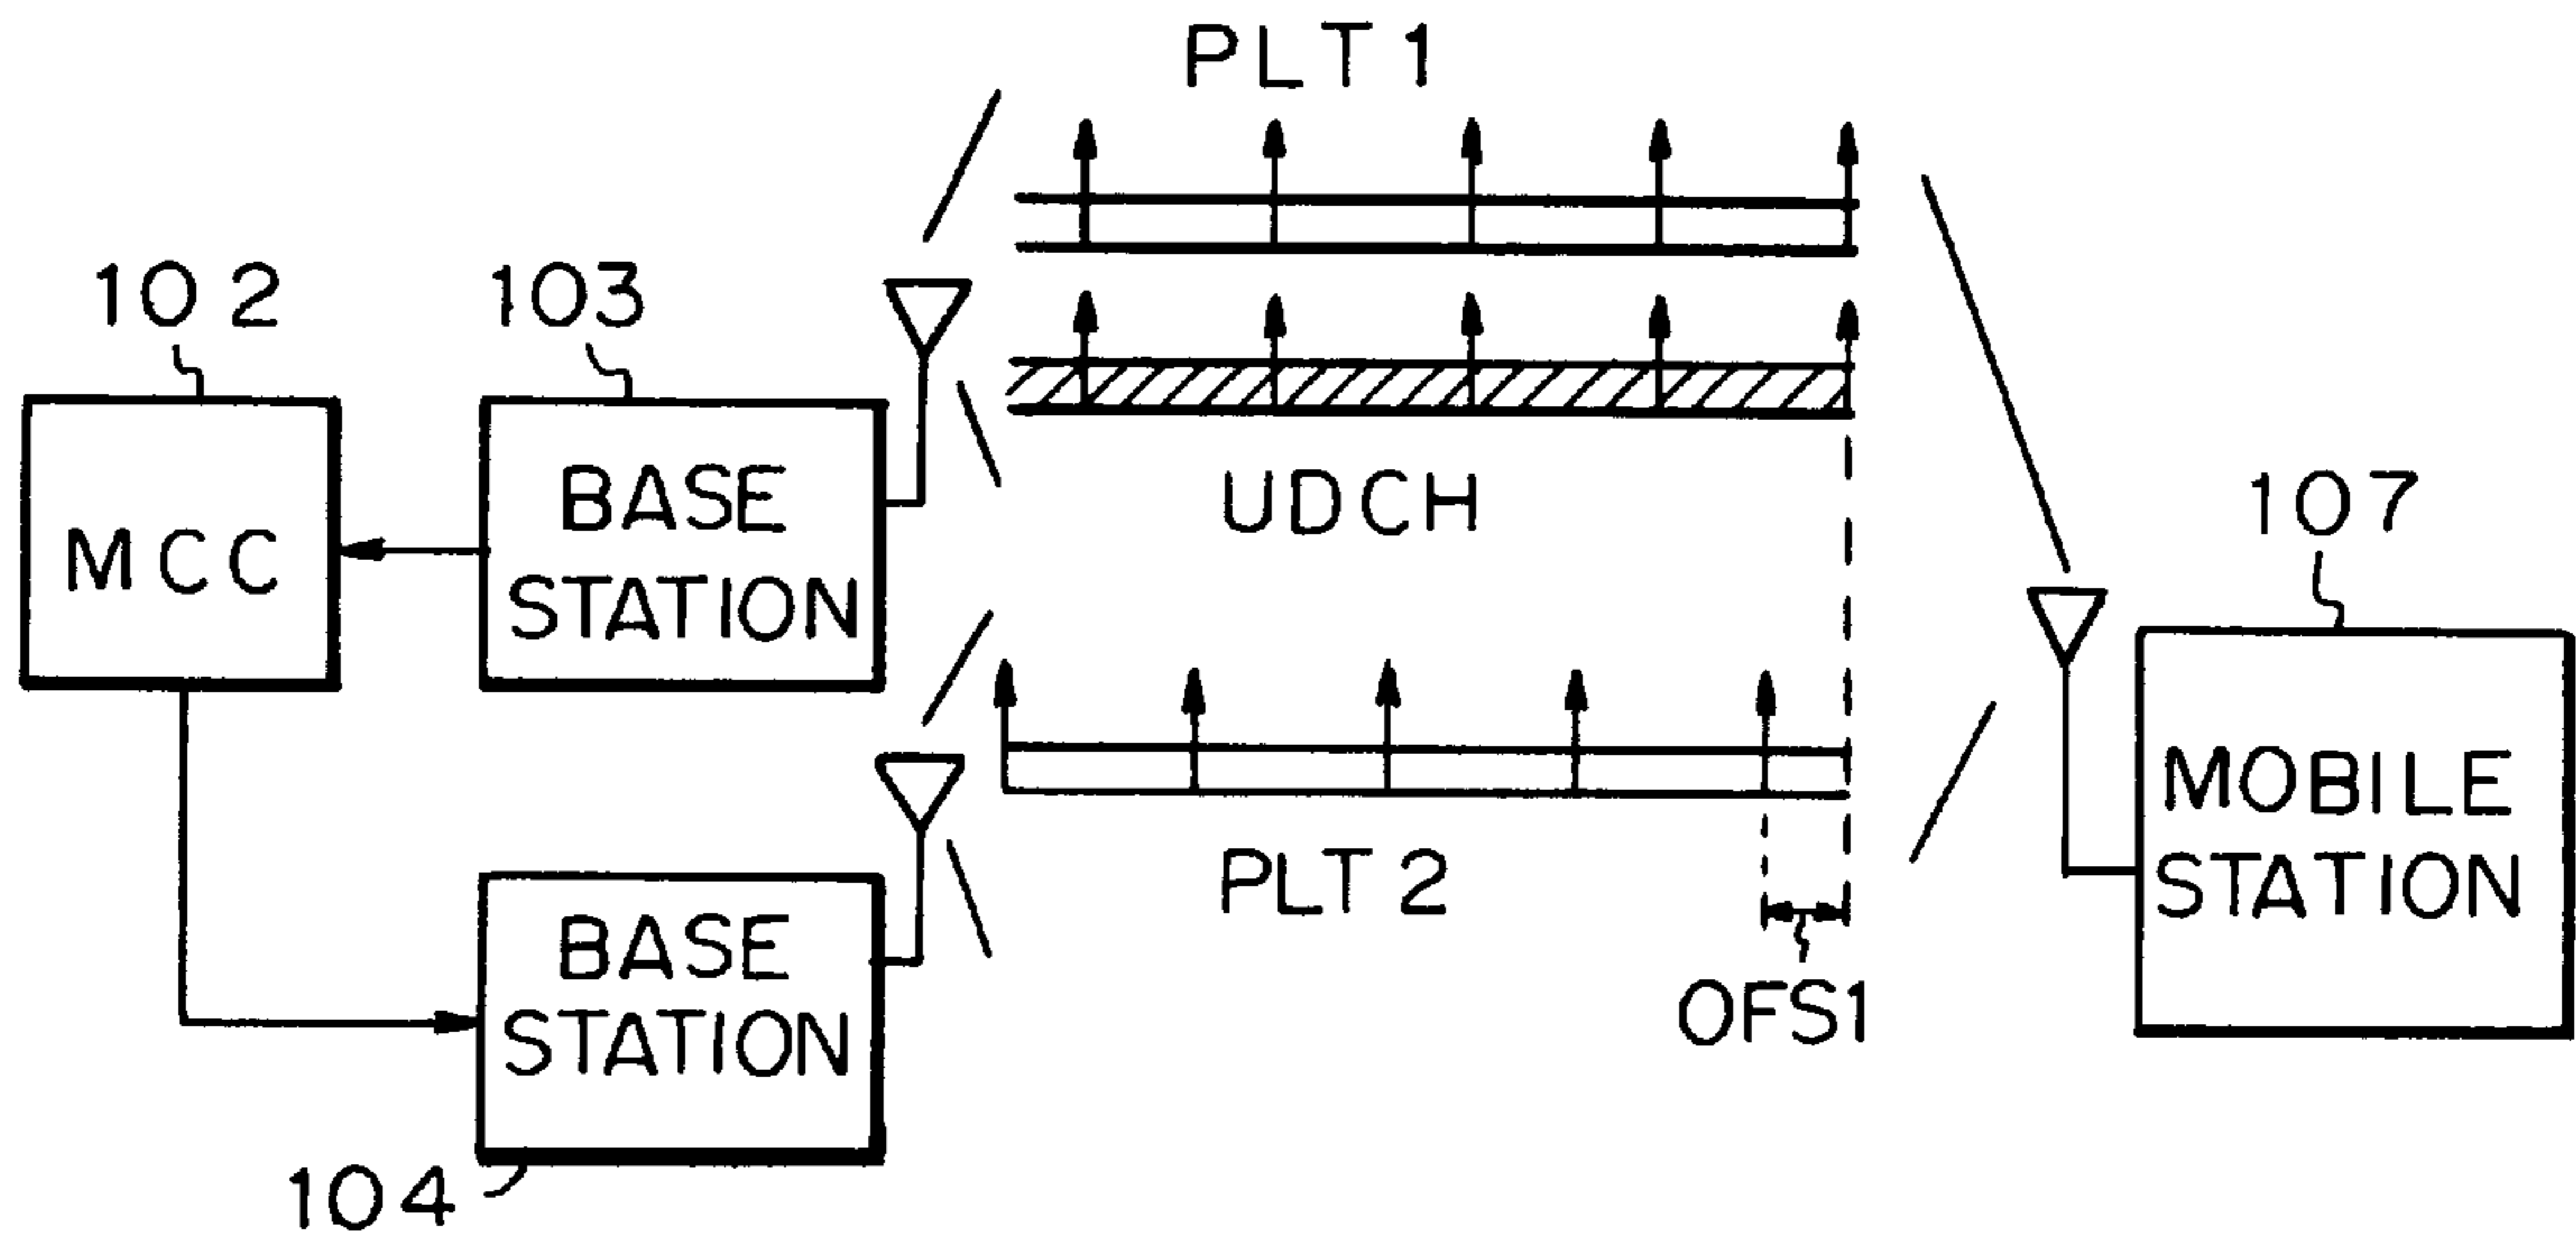 PLT1
102
103
MCC
BASE
STATION
UDCH
107
MOBILE
STATION
PLT2
BASE
STATION
OFS1
104